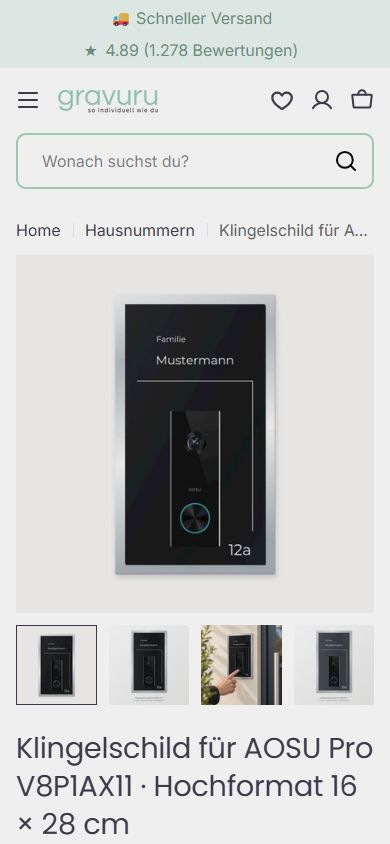 🚚 Schneller Versand
★ 4.89 (1.278 Bewertungen)
gravuru
so individuell wie du
Wonach suchst du?
Home | Hausnummern | Klingelschild für A...
Familie
Mustermann
12a
Klingelschild für AOSU Pro
V8P1AX11 · Hochformat 16
× 28 cm